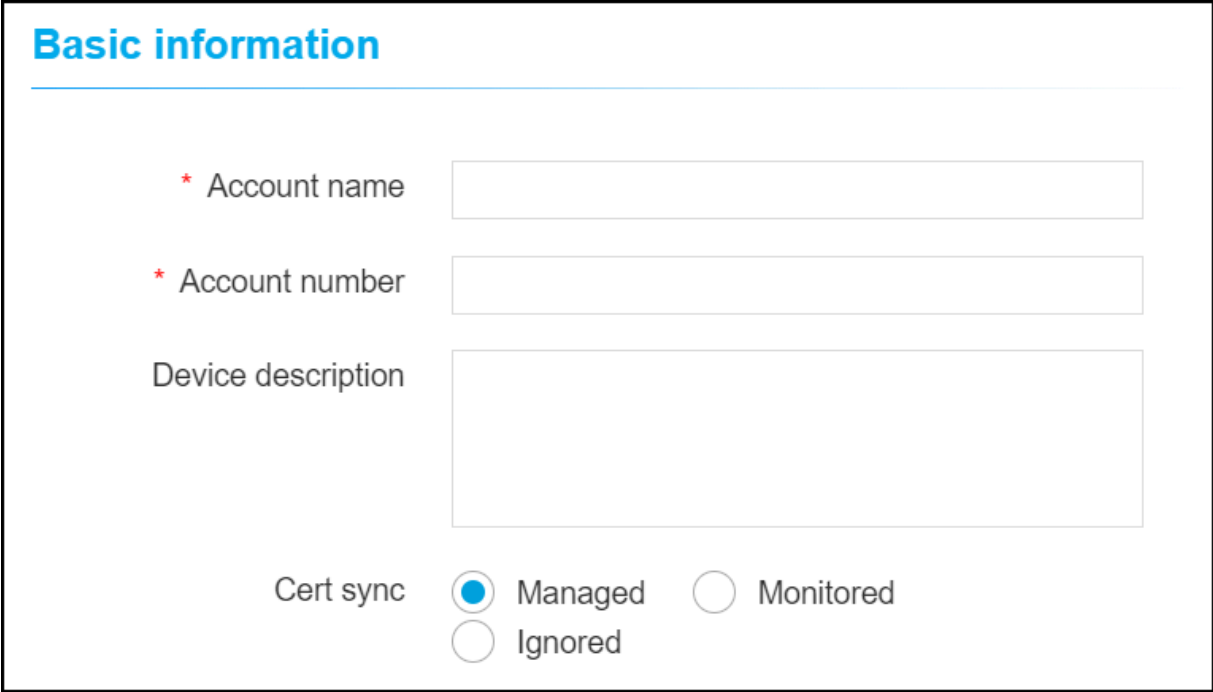 Basic information
* Account name
* Account number
Device description
Cert sync Managed Monitored
Ignored